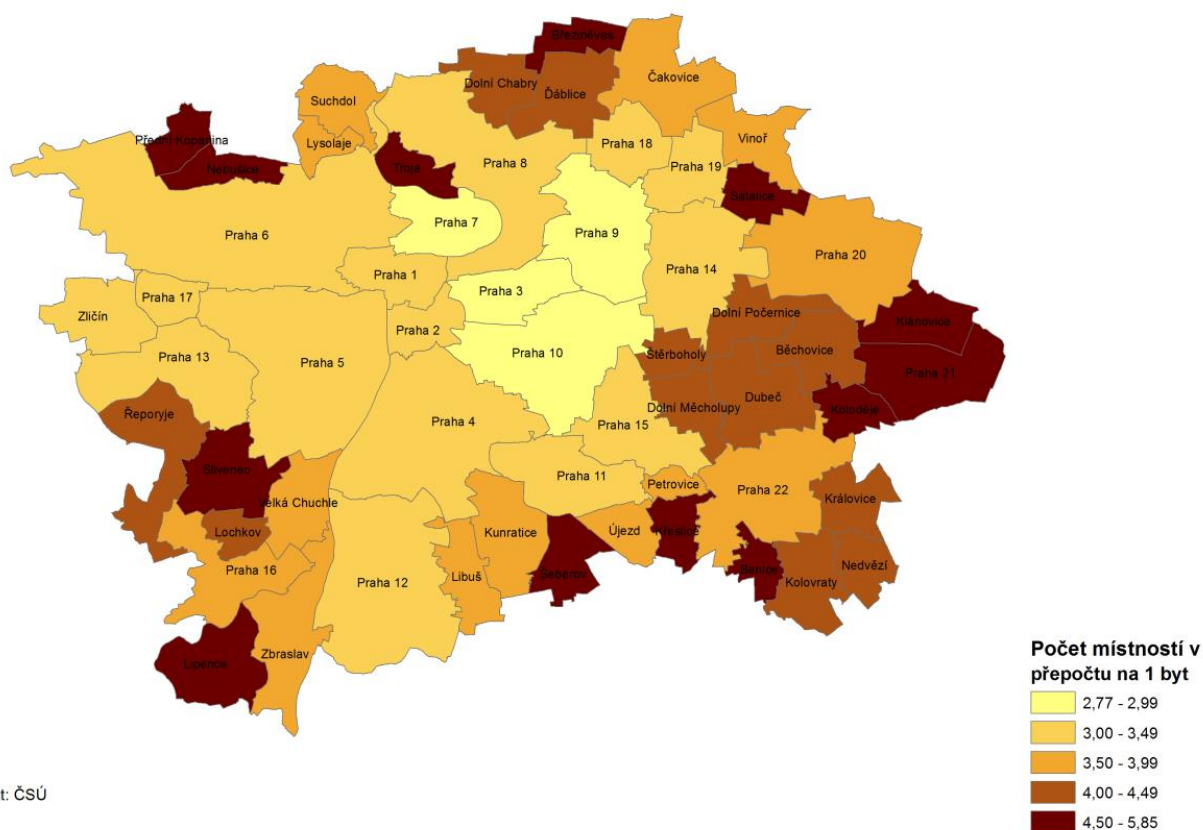 Březiněves
Dolní Chabry
Ďáblice
Čakovice
Suchdol
Přední Kopanina
Lysolaje
Nebušice
Troja
Praha 8
Praha 18
Praha 19
Vinoř
Satalice
Praha 7
Praha 9
Praha 6
Praha 20
Praha 14
Praha 1
Praha 3
Praha 17
Zličín
Praha 2
Dolní Počernice
Klánovice
Praha 13
Praha 5
Praha 10
Štěrboholy
Běchovice
Praha 21
Řeporyje
Dolní Měcholupy
Dubeč
Koloděje
Praha 4
Praha 15
Slivenec
Praha 11
Petrovice
Praha 22
Královice
Velká Chuchle
Lochkov
Kunratice
Újezd
Křeslice
Praha 16
Praha 12
Libuš
Šeberov
Benice
Kolovraty
Nedvězí
Lipence
Zbraslav
Počet místností v
přepočtu na 1 byt
2,77 - 2,99
3,00 - 3,49
3,50 - 3,99
4,00 - 4,49
4,50 - 5,85
t: ČSÚ